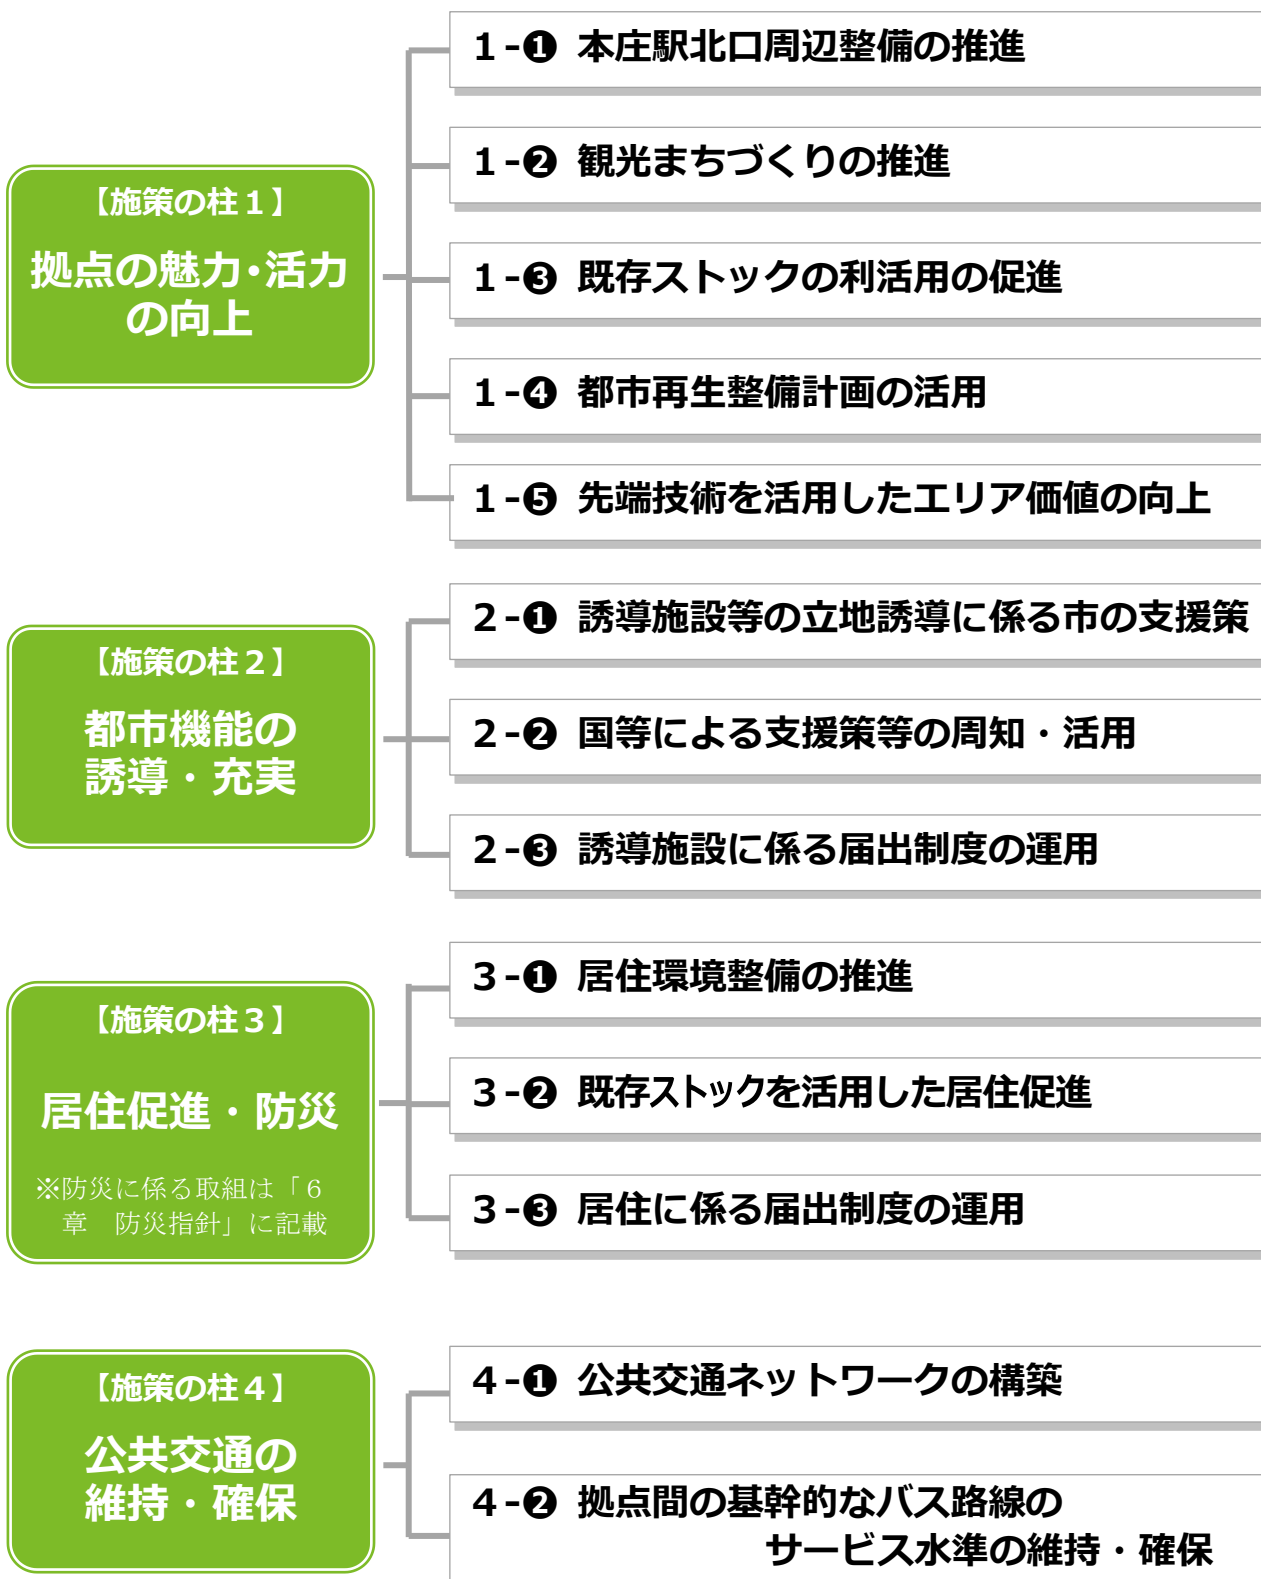 【施策の柱１】
拠点の魅力・活力
の向上
１-❶ 本庄駅北口周辺整備の推進
１-❷ 観光まちづくりの推進
１-❸ 既存ストックの利活用の促進
１-❹ 都市再生整備計画の活用
１-❺ 先端技術を活用したエリア価値の向上
【施策の柱２】
都市機能の
誘導・充実
２-❶ 誘導施設等の立地誘導に係る市の支援策
２-❷ 国等による支援策等の周知・活用
２-❸ 誘導施設に係る届出制度の運用
【施策の柱３】
居住促進・防災
※防災に係る取組は「６
章　防災指針」に記載
３-❶ 居住環境整備の推進
３-❷ 既存ストックを活用した居住促進
３-❸ 居住に係る届出制度の運用
【施策の柱４】
公共交通の
維持・確保
４-❶ 公共交通ネットワークの構築
４-❷ 拠点間の基幹的なバス路線の
サービス水準の維持・確保